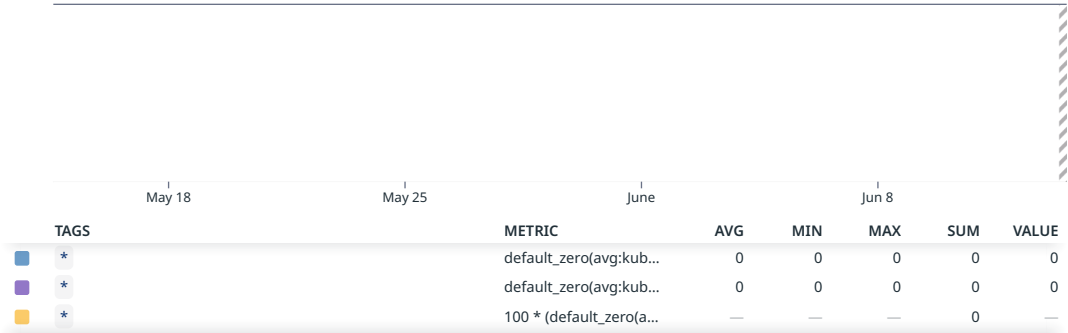 May 18 May 25 June Jun 8
TAGS METRIC AVG MIN MAX SUM VALUE
* default_zero(avg:kub... 0 0 0 0 0
* default_zero(avg:kub... 0 0 0 0 0
* 100 * (default_zero(a... — — — 0 —